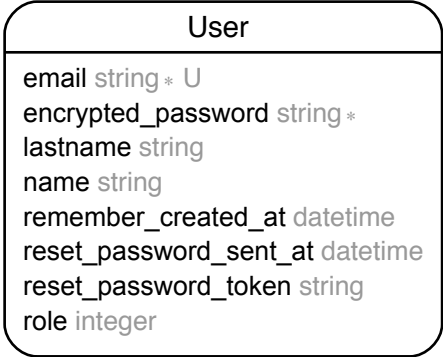 User
email string * U
encrypted_password string *
lastname string
name string
remember_created_at datetime
reset_password_sent_at datetime
reset_password_token string
role integer